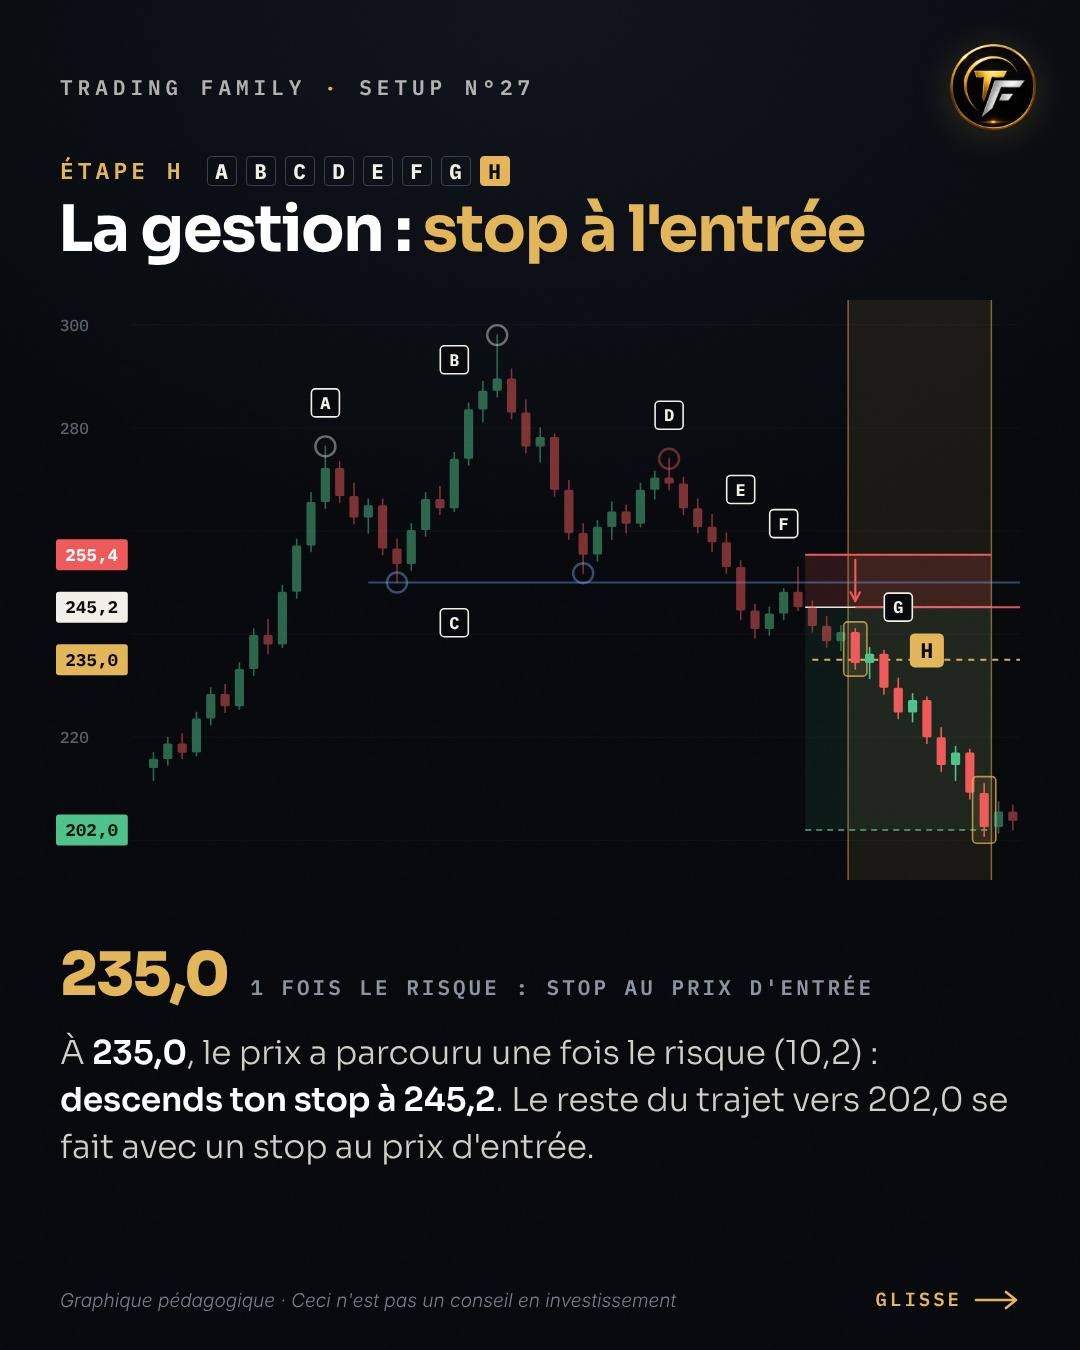 TRADING FAMILY · SETUP N°27
TF
ÉTAPE H A B C D E F G H
La gestion : stop à l'entrée
300
B
A
280
D
E
F
255,4
245,2
G
C
H
235,0
220
202,0
235,0 1 FOIS LE RISQUE : STOP AU PRIX D'ENTRÉE
À 235,0, le prix a parcouru une fois le risque (10,2) :
descends ton stop à 245,2. Le reste du trajet vers 202,0 se
fait avec un stop au prix d'entrée.
Graphique pédagogique · Ceci n'est pas un conseil en investissement
GLISSE →